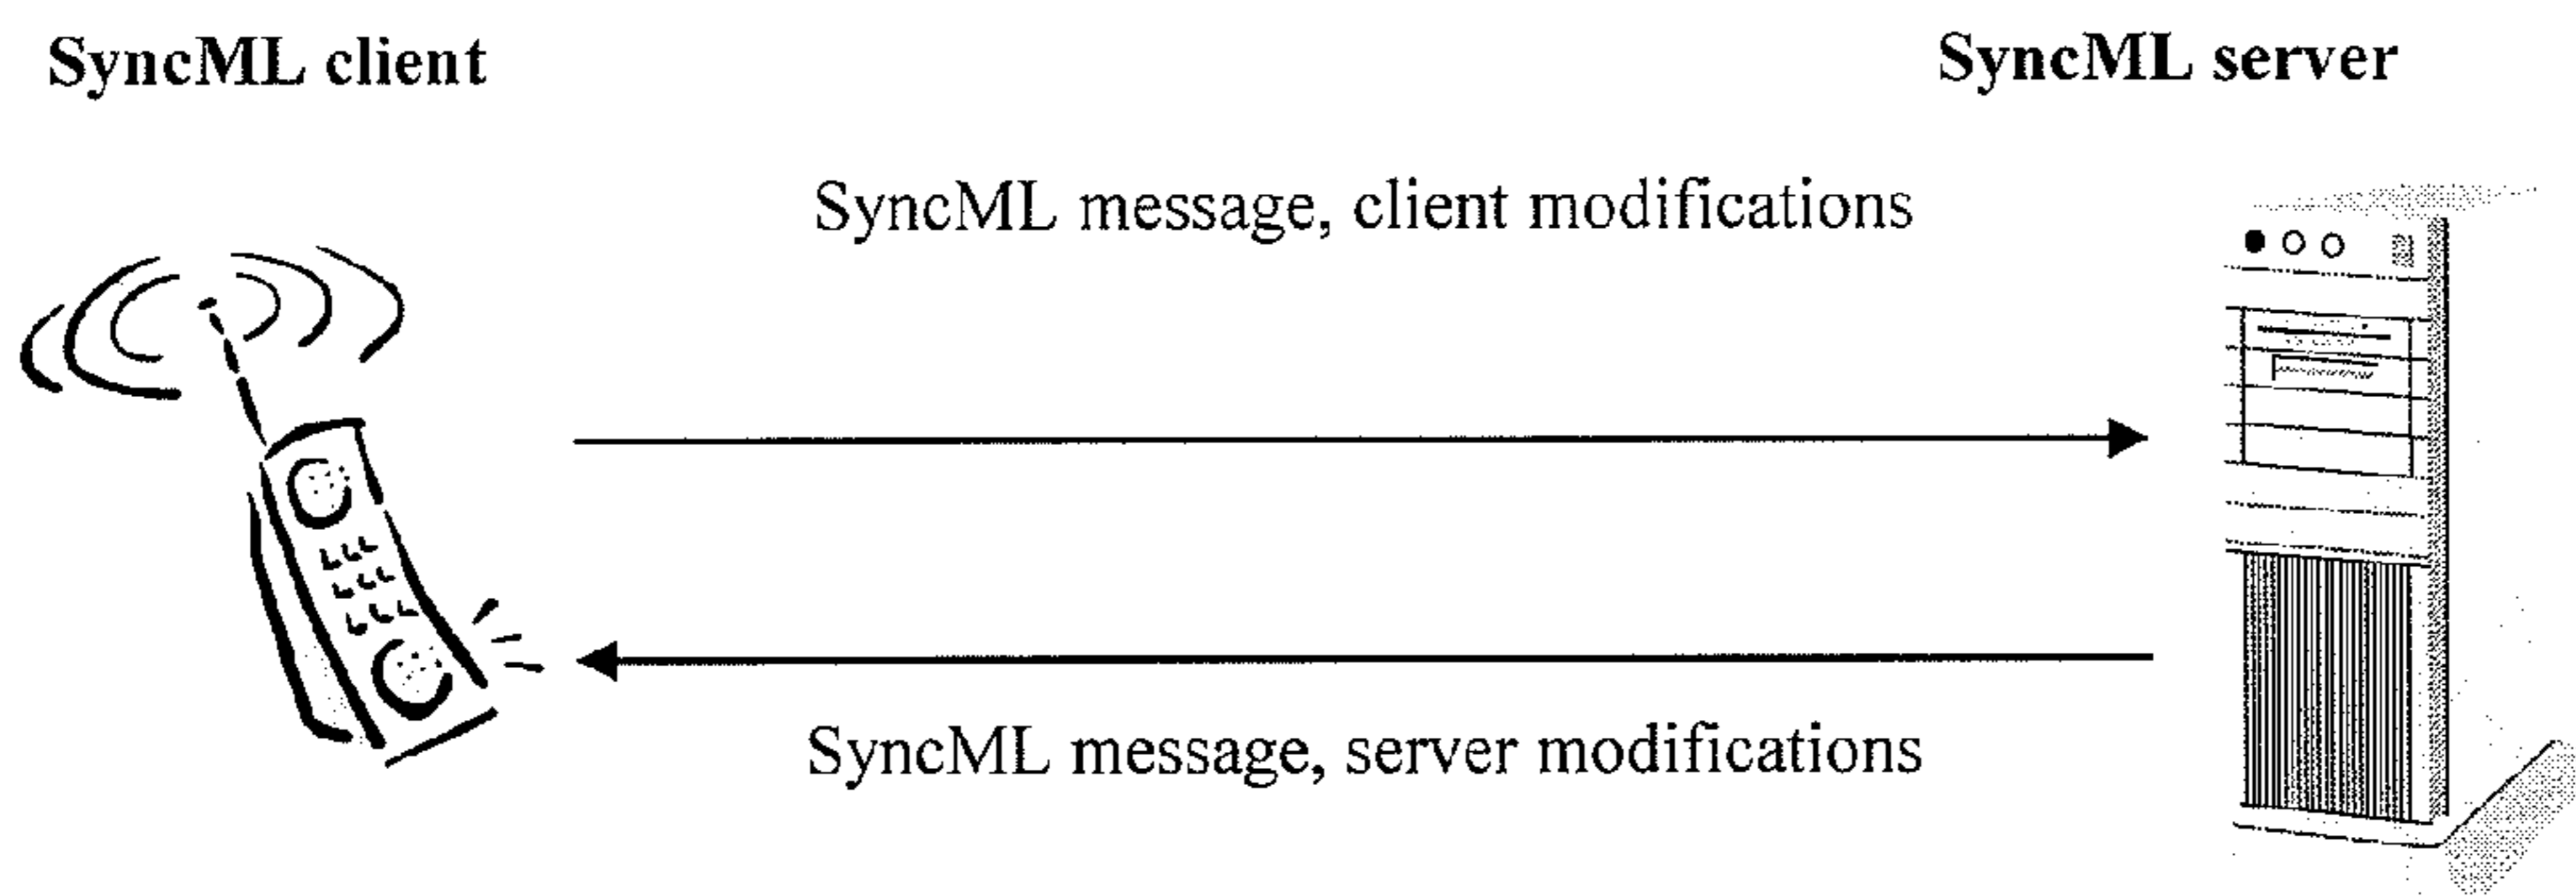 SyncML client
SyncML server
SyncML message, client modifications
SyncML message, server modifications